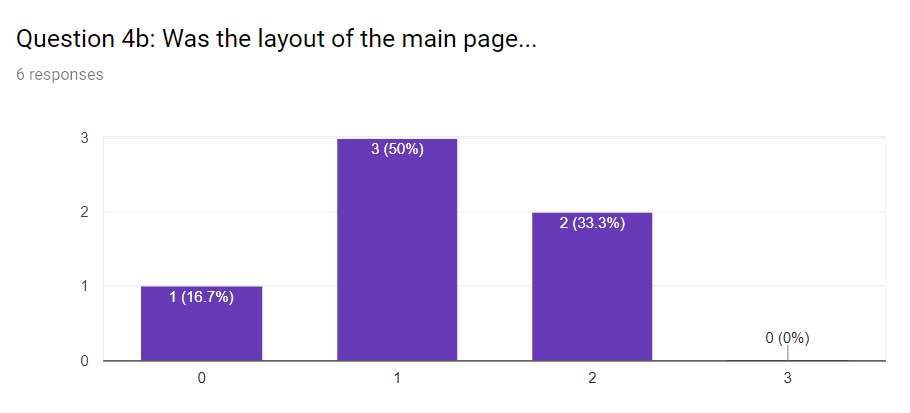 Question 4b: Was the layout of the main page...
6 responses
3
3 (50%)
2
2 (33.3%)
1
1 (16.7%)
0 (0%)
0
0 1 2 3